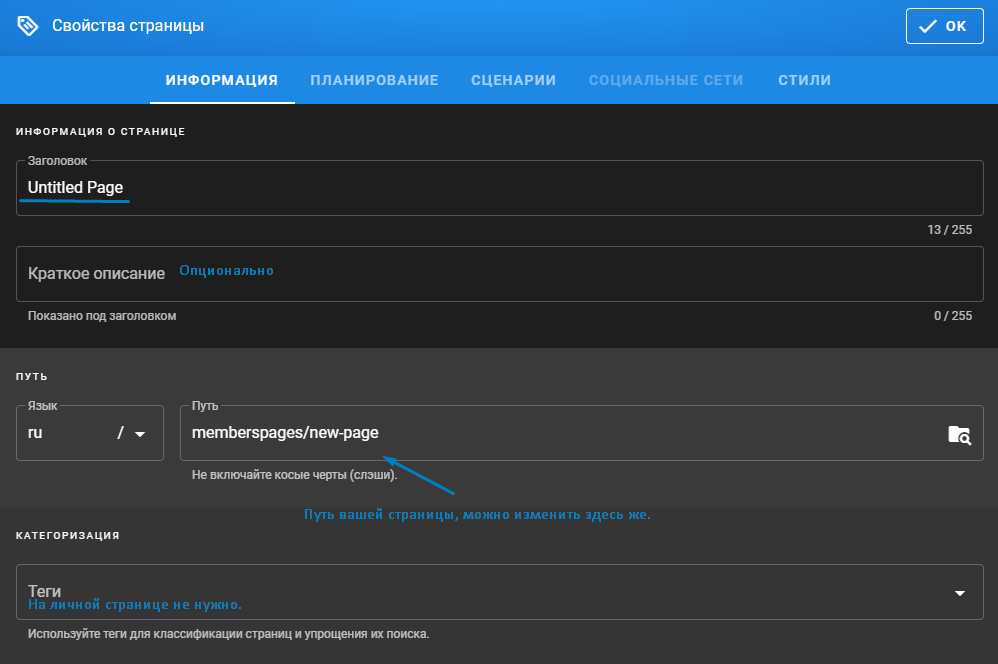 Свойства страницы
OK
ИНФОРМАЦИЯ ПЛАНИРОВАНИЕ СЦЕНАРИИ СОЦИАЛЬНЫЕ СЕТИ СТИЛИ
ИНФОРМАЦИЯ О СТРАНИЦЕ
Заголовок
Untitled Page
13 / 255
Краткое описание Опционально
Показано под заголовком 0 / 255
ПУТЬ
Язык Путь
ru / memberspages/new-page
Не включайте косые черты (слэши).
Путь вашей страницы, можно изменить здесь же.
КАТЕГОРИЗАЦИЯ
Теги
На личной странице не нужно.
Используйте теги для классификации страниц и упрощения их поиска.